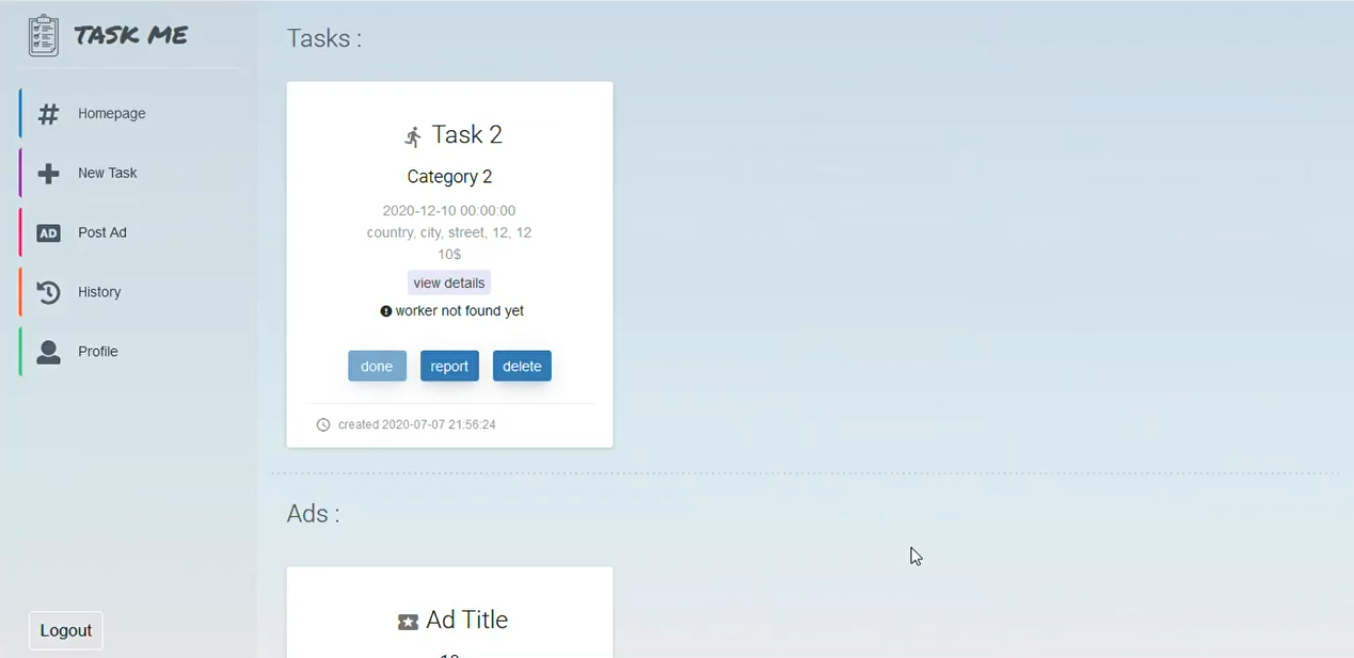 TASK ME
Homepage
New Task
AD
Post Ad
History
Profile
Logout
Tasks :
Task 2
Category 2
2020-12-10 00:00:00
country, city, street, 12, 12
10$
view details
worker not found yet
done
report
delete
created 2020-07-07 21:56:24
Ads :
Ad Title